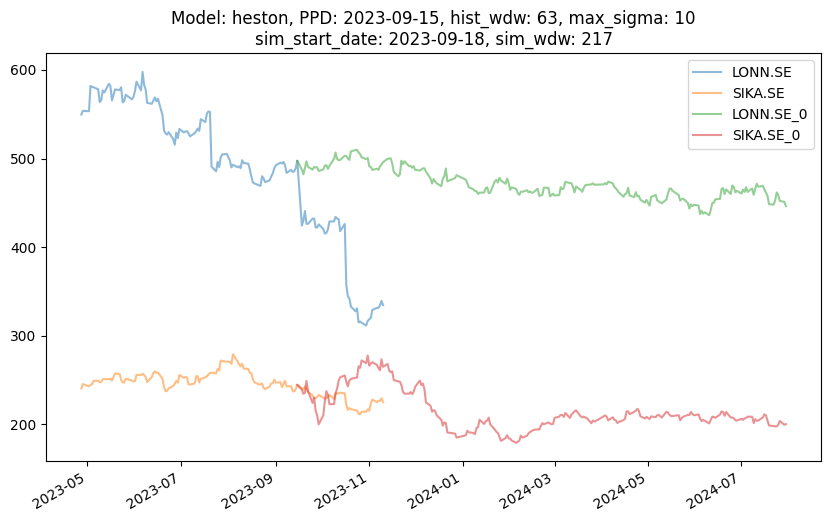 Model: heston, PPD: 2023-09-15, hist_wdw: 63, max_sigma: 10
sim_start_date: 2023-09-18, sim_wdw: 217
LONN.SE
SIKA.SE
LONN.SE_0
SIKA.SE_0
600
500
400
300
200
2023-05
2023-07
2023-09
2023-11
2024-01
2024-03
2024-05
2024-07